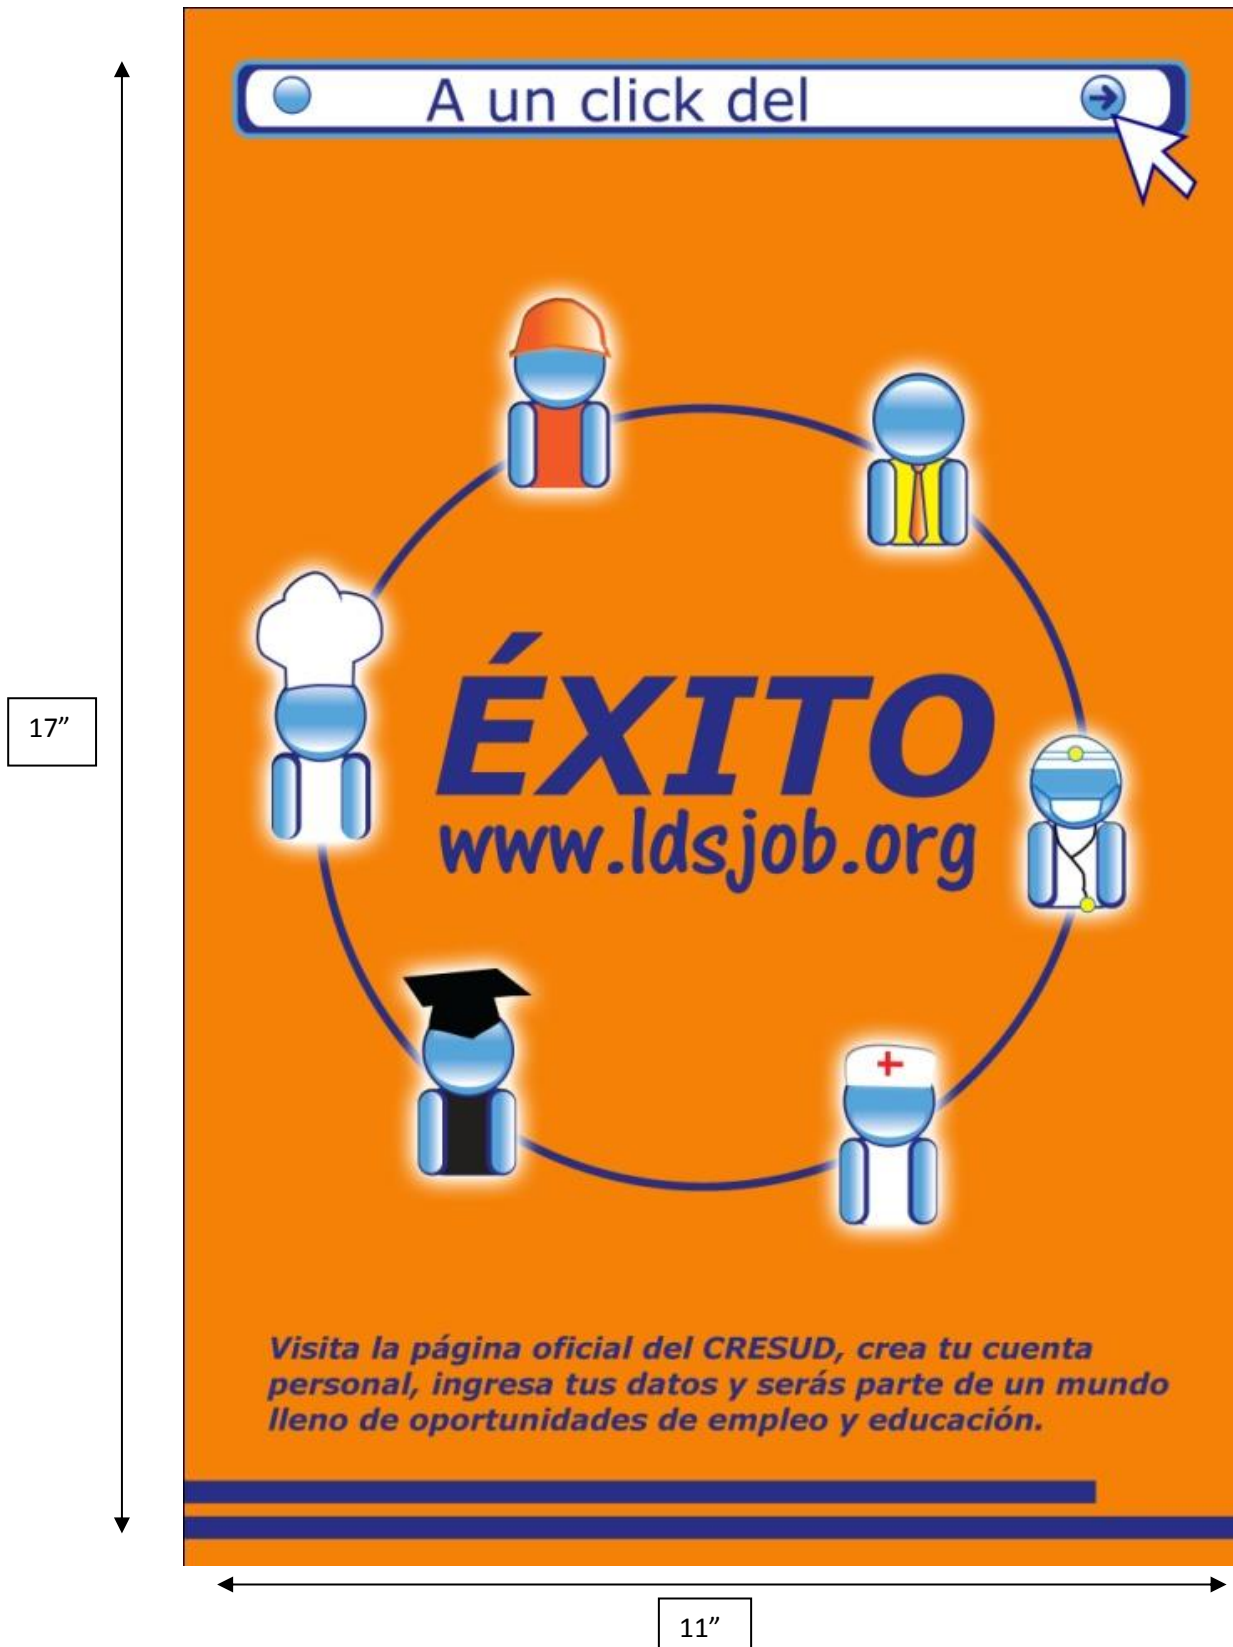 A un click del
ÉXITO
www.ldsjob.org
17”
Visita la página oficial del CRESUD, crea tu cuenta
personal, ingresa tus datos y serás parte de un mundo
lleno de oportunidades de empleo y educación.
11”